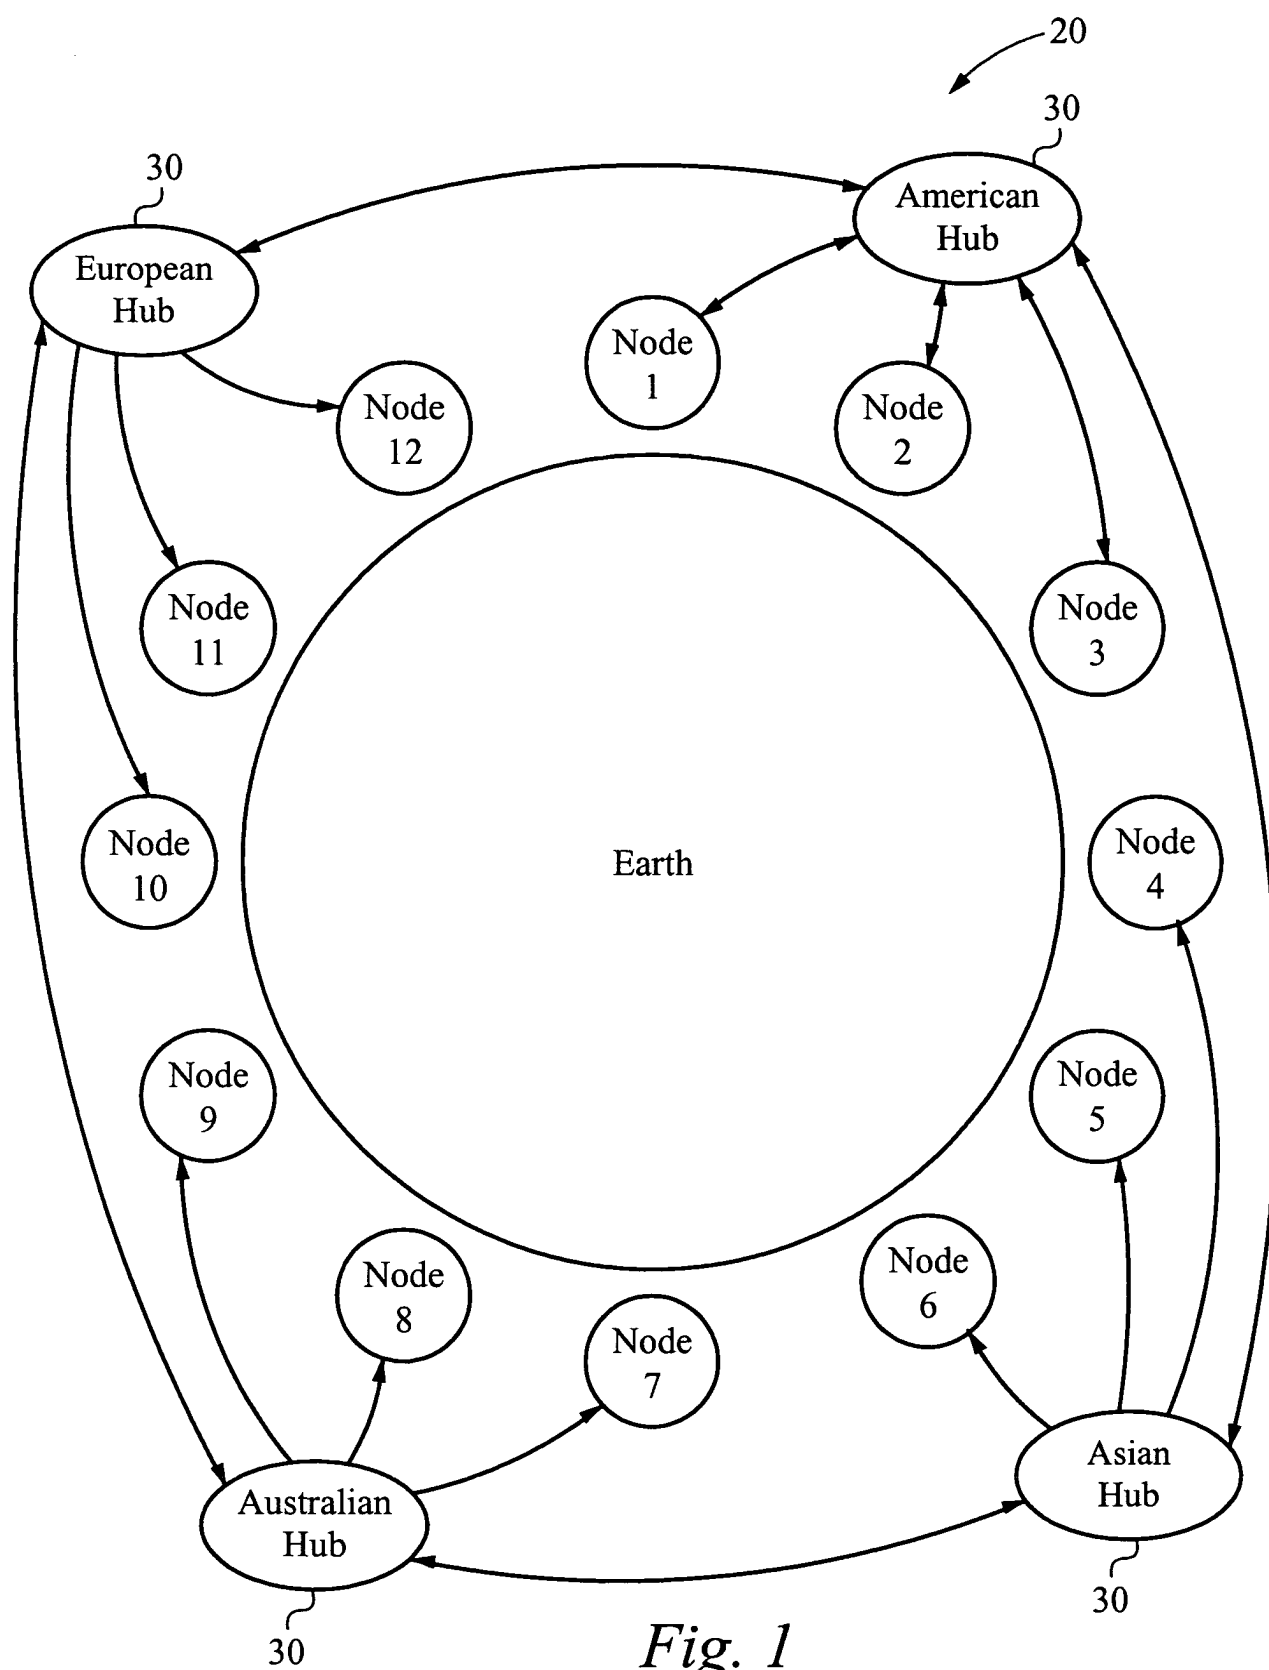 20
30
American
Hub
30
European
Hub
Node
1
Node
2
Node
12
Node
11
Node
3
Node
10
Earth
Node
4
Node
9
Node
5
Node
8
Node
7
Node
6
Australian
Hub
Asian
Hub
30
30
Fig. 1